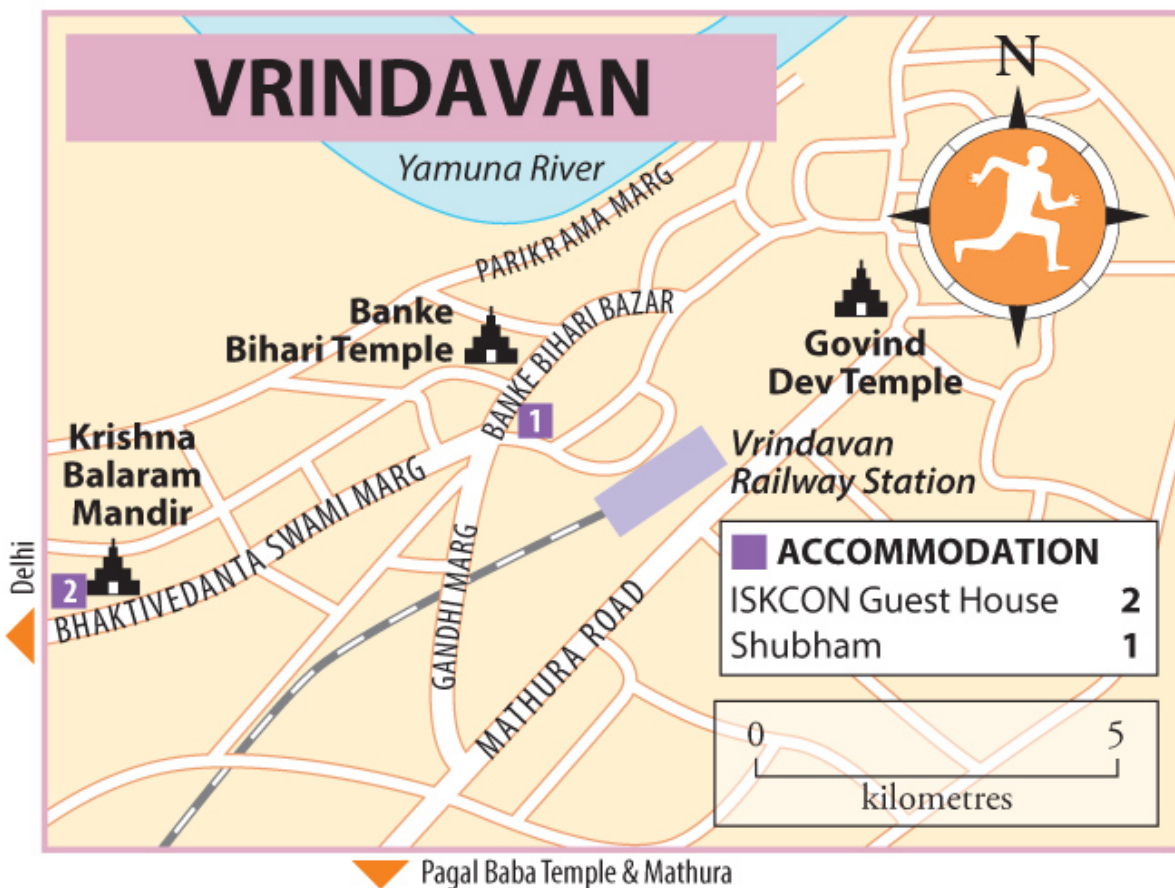 VRINDAVAN
N
Yamuna River
PARIKRAMA MARG
Banke
Bihari Temple
BANKE BIHARI BAZAR
Govind
Dev Temple
1
Krishna
Balaram
Mandir
Vrindavan
Railway Station
2
BHAKTIVEDANTA SWAMI MARG
GANDHI MARG
MATHURA ROAD
Delhi
ACCOMMODATION
ISKCON Guest House 2
Shubham 1
0 5
kilometres
Pagal Baba Temple & Mathura